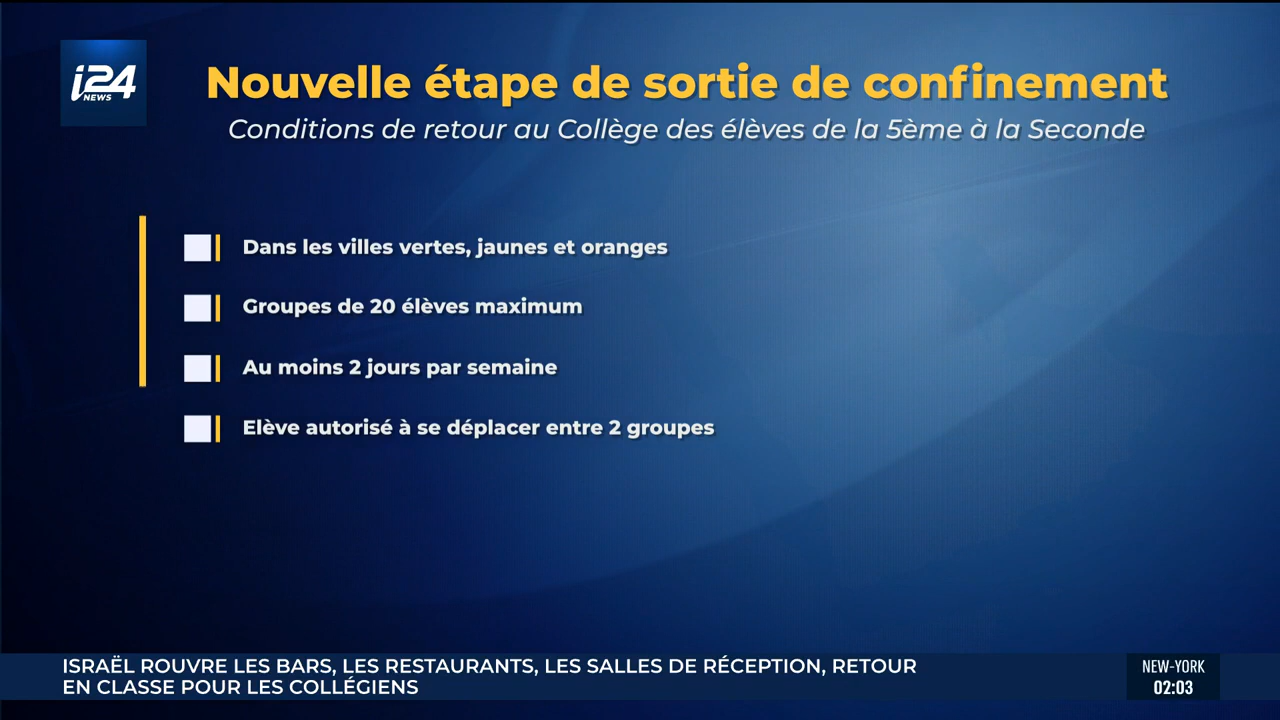 i24
NEWS
Nouvelle étape de sortie de confinement
Conditions de retour au Collège des élèves de la 5ème à la Seconde
Dans les villes vertes, jaunes et oranges
Groupes de 20 élèves maximum
Au moins 2 jours par semaine
Elève autorisé à se déplacer entre 2 groupes
ISRAËL ROUVRE LES BARS, LES RESTAURANTS, LES SALLES DE RÉCEPTION, RETOUR
EN CLASSE POUR LES COLLÉGIENS
NEW-YORK
02:03